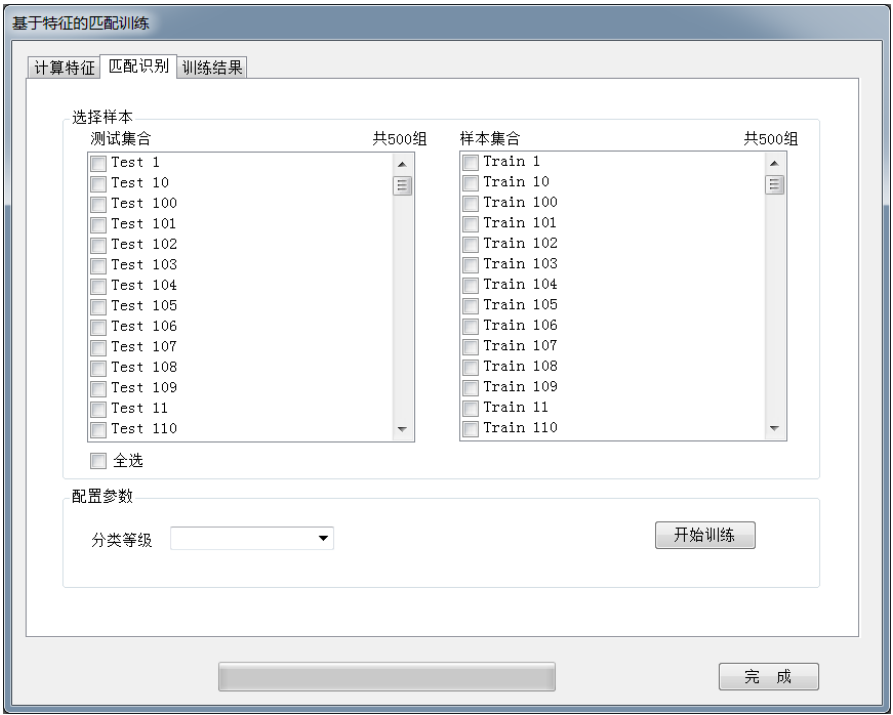 基于特征的匹配训练
计算特征 匹配识别 训练结果
选择样本
测试集合 共500组 样本集合 共500组
Test 1 Train 1
Test 10 Train 10
Test 100 Train 100
Test 101 Train 101
Test 102 Train 102
Test 103 Train 103
Test 104 Train 104
Test 105 Train 105
Test 106 Train 106
Test 107 Train 107
Test 108 Train 108
Test 109 Train 109
Test 11 Train 11
Test 110 Train 110
全选
配置参数
分类等级 开始训练
完 成